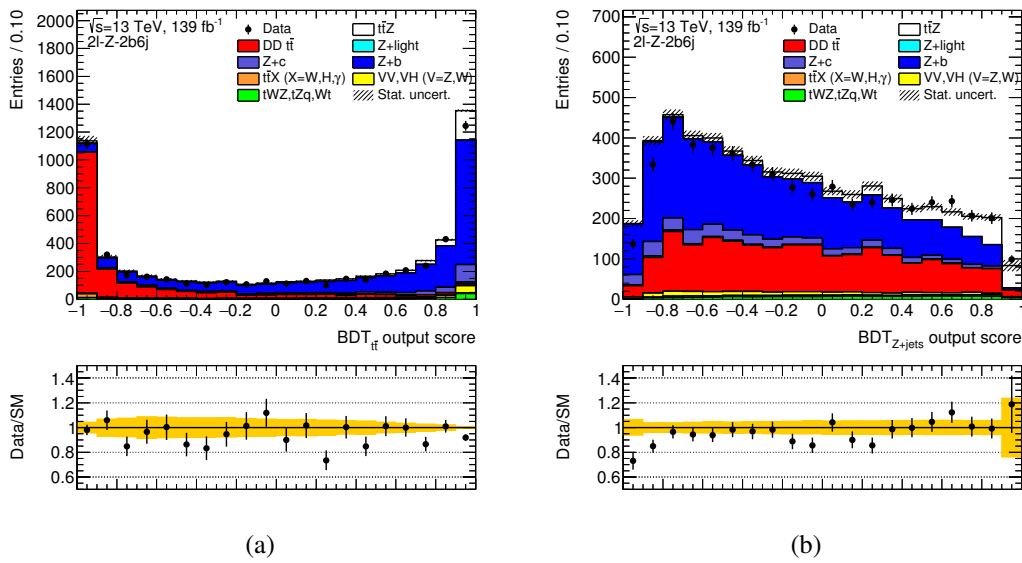 √s=13 TeV, 139 fb⁻¹
2l-Z-2b6j
Data
tt̄Z
DD tt̄
Z+light
Z+c
Z+b
tt̄X (X=W,H,γ)
VV,VH (V=Z,W)
tWZ,tZq,Wt
Stat. uncert.
Entries / 0.10
2000
1800
1600
1400
1200
1000
800
600
400
200
0
−1 −0.8 −0.6 −0.4 −0.2 0 0.2 0.4 0.6 0.8 1
BDT_tt̄ output score
Data/SM
1.4
1.2
1
0.8
0.6
(a)
√s=13 TeV, 139 fb⁻¹
2l-Z-2b6j
Data
tt̄Z
DD tt̄
Z+light
Z+c
Z+b
tt̄X (X=W,H,γ)
VV,VH (V=Z,W)
tWZ,tZq,Wt
Stat. uncert.
Entries / 0.10
700
600
500
400
300
200
100
0
−1 −0.8 −0.6 −0.4 −0.2 0 0.2 0.4 0.6 0.8 1
BDT_Z+jets output score
Data/SM
1.4
1.2
1
0.8
0.6
(b)